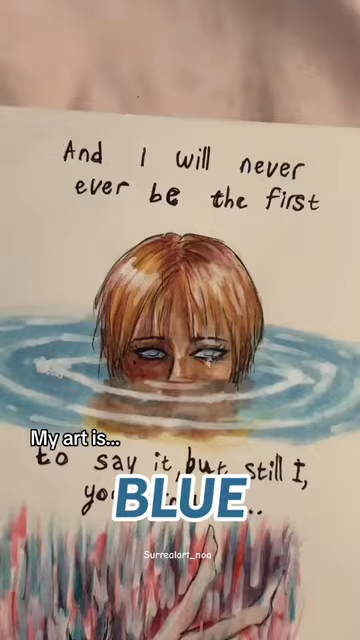 And I will never
ever be the first
My art is...
to say it, but still I,
BLUE
Surrealart_noa